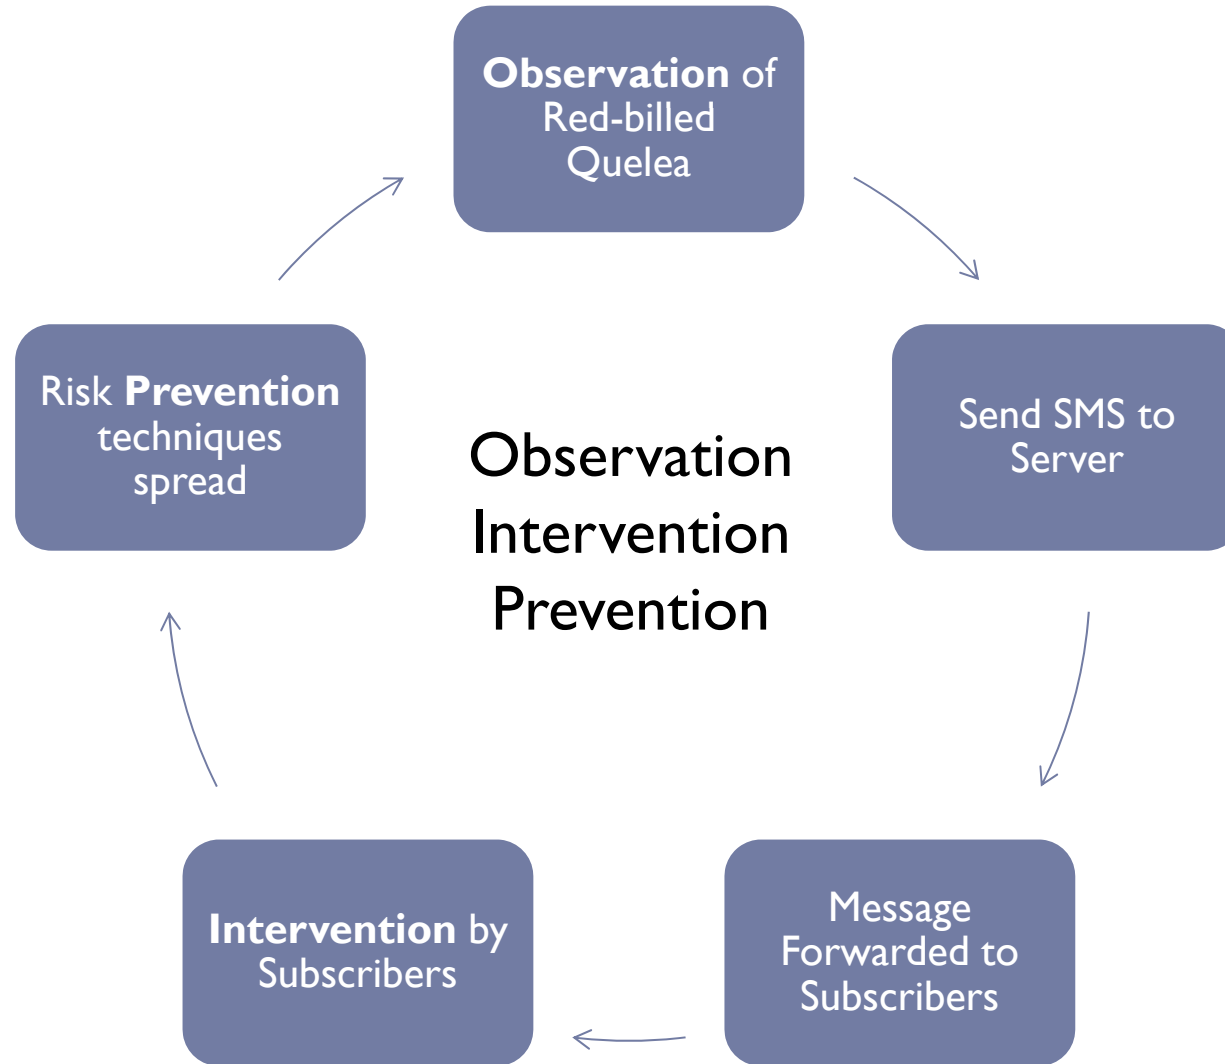 Observation of
Red-billed
Quelea
Send SMS to
Server
Message
Forwarded to
Subscribers
Intervention by
Subscribers
Risk Prevention
techniques
spread
Observation
Intervention
Prevention